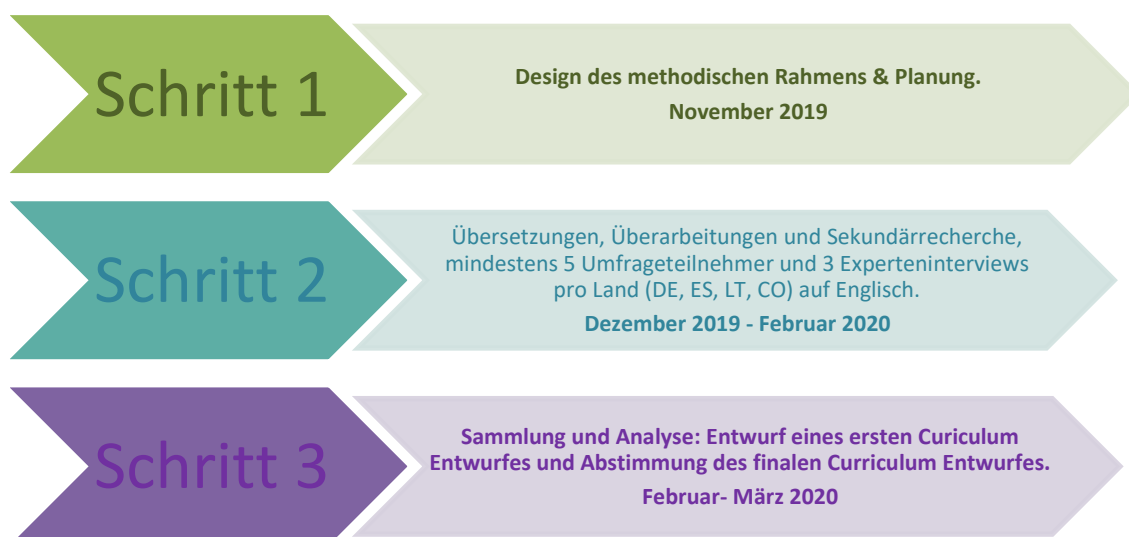 Schritt 1
Design des methodischen Rahmens & Planung.
November 2019
Schritt 2
Übersetzungen, Überarbeitungen und Sekundärrecherche,
mindestens 5 Umfrageteilnehmer und 3 Experteninterviews
pro Land (DE, ES, LT, CO) auf Englisch.
Dezember 2019 - Februar 2020
Schritt 3
Sammlung und Analyse: Entwurf eines ersten Curiculum
Entwurfes und Abstimmung des finalen Curriculum Entwurfes.
Februar- März 2020